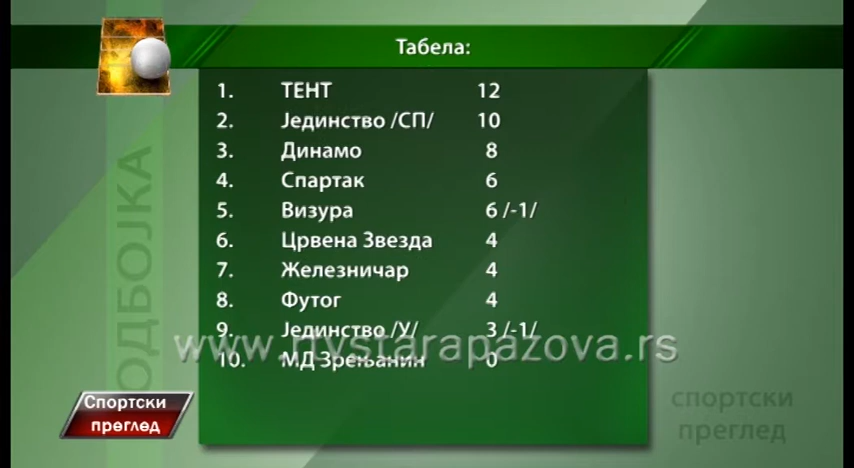 Табела:
1. ТЕНТ 12
2. Јединство /СП/ 10
3. Динамо 8
4. Спартак 6
5. Визура 6 /-1/
6. Црвена Звезда 4
7. Железничар 4
8. Футог 4
9. Јединство /У/ 3 /-1/
10. МД Зрењанин 0
www.rtvstarapazova.rs
ОДБОЈКА
Спортски
преглед
спортски
преглед